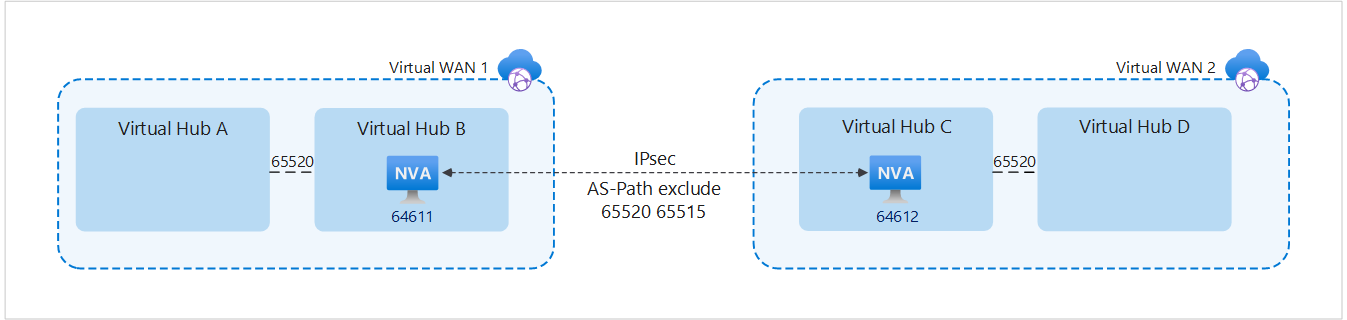 Virtual WAN 1
Virtual Hub A
65520
Virtual Hub B
NVA
64611
IPsec
AS-Path exclude
65520 65515
Virtual WAN 2
Virtual Hub C
NVA
64612
65520
Virtual Hub D